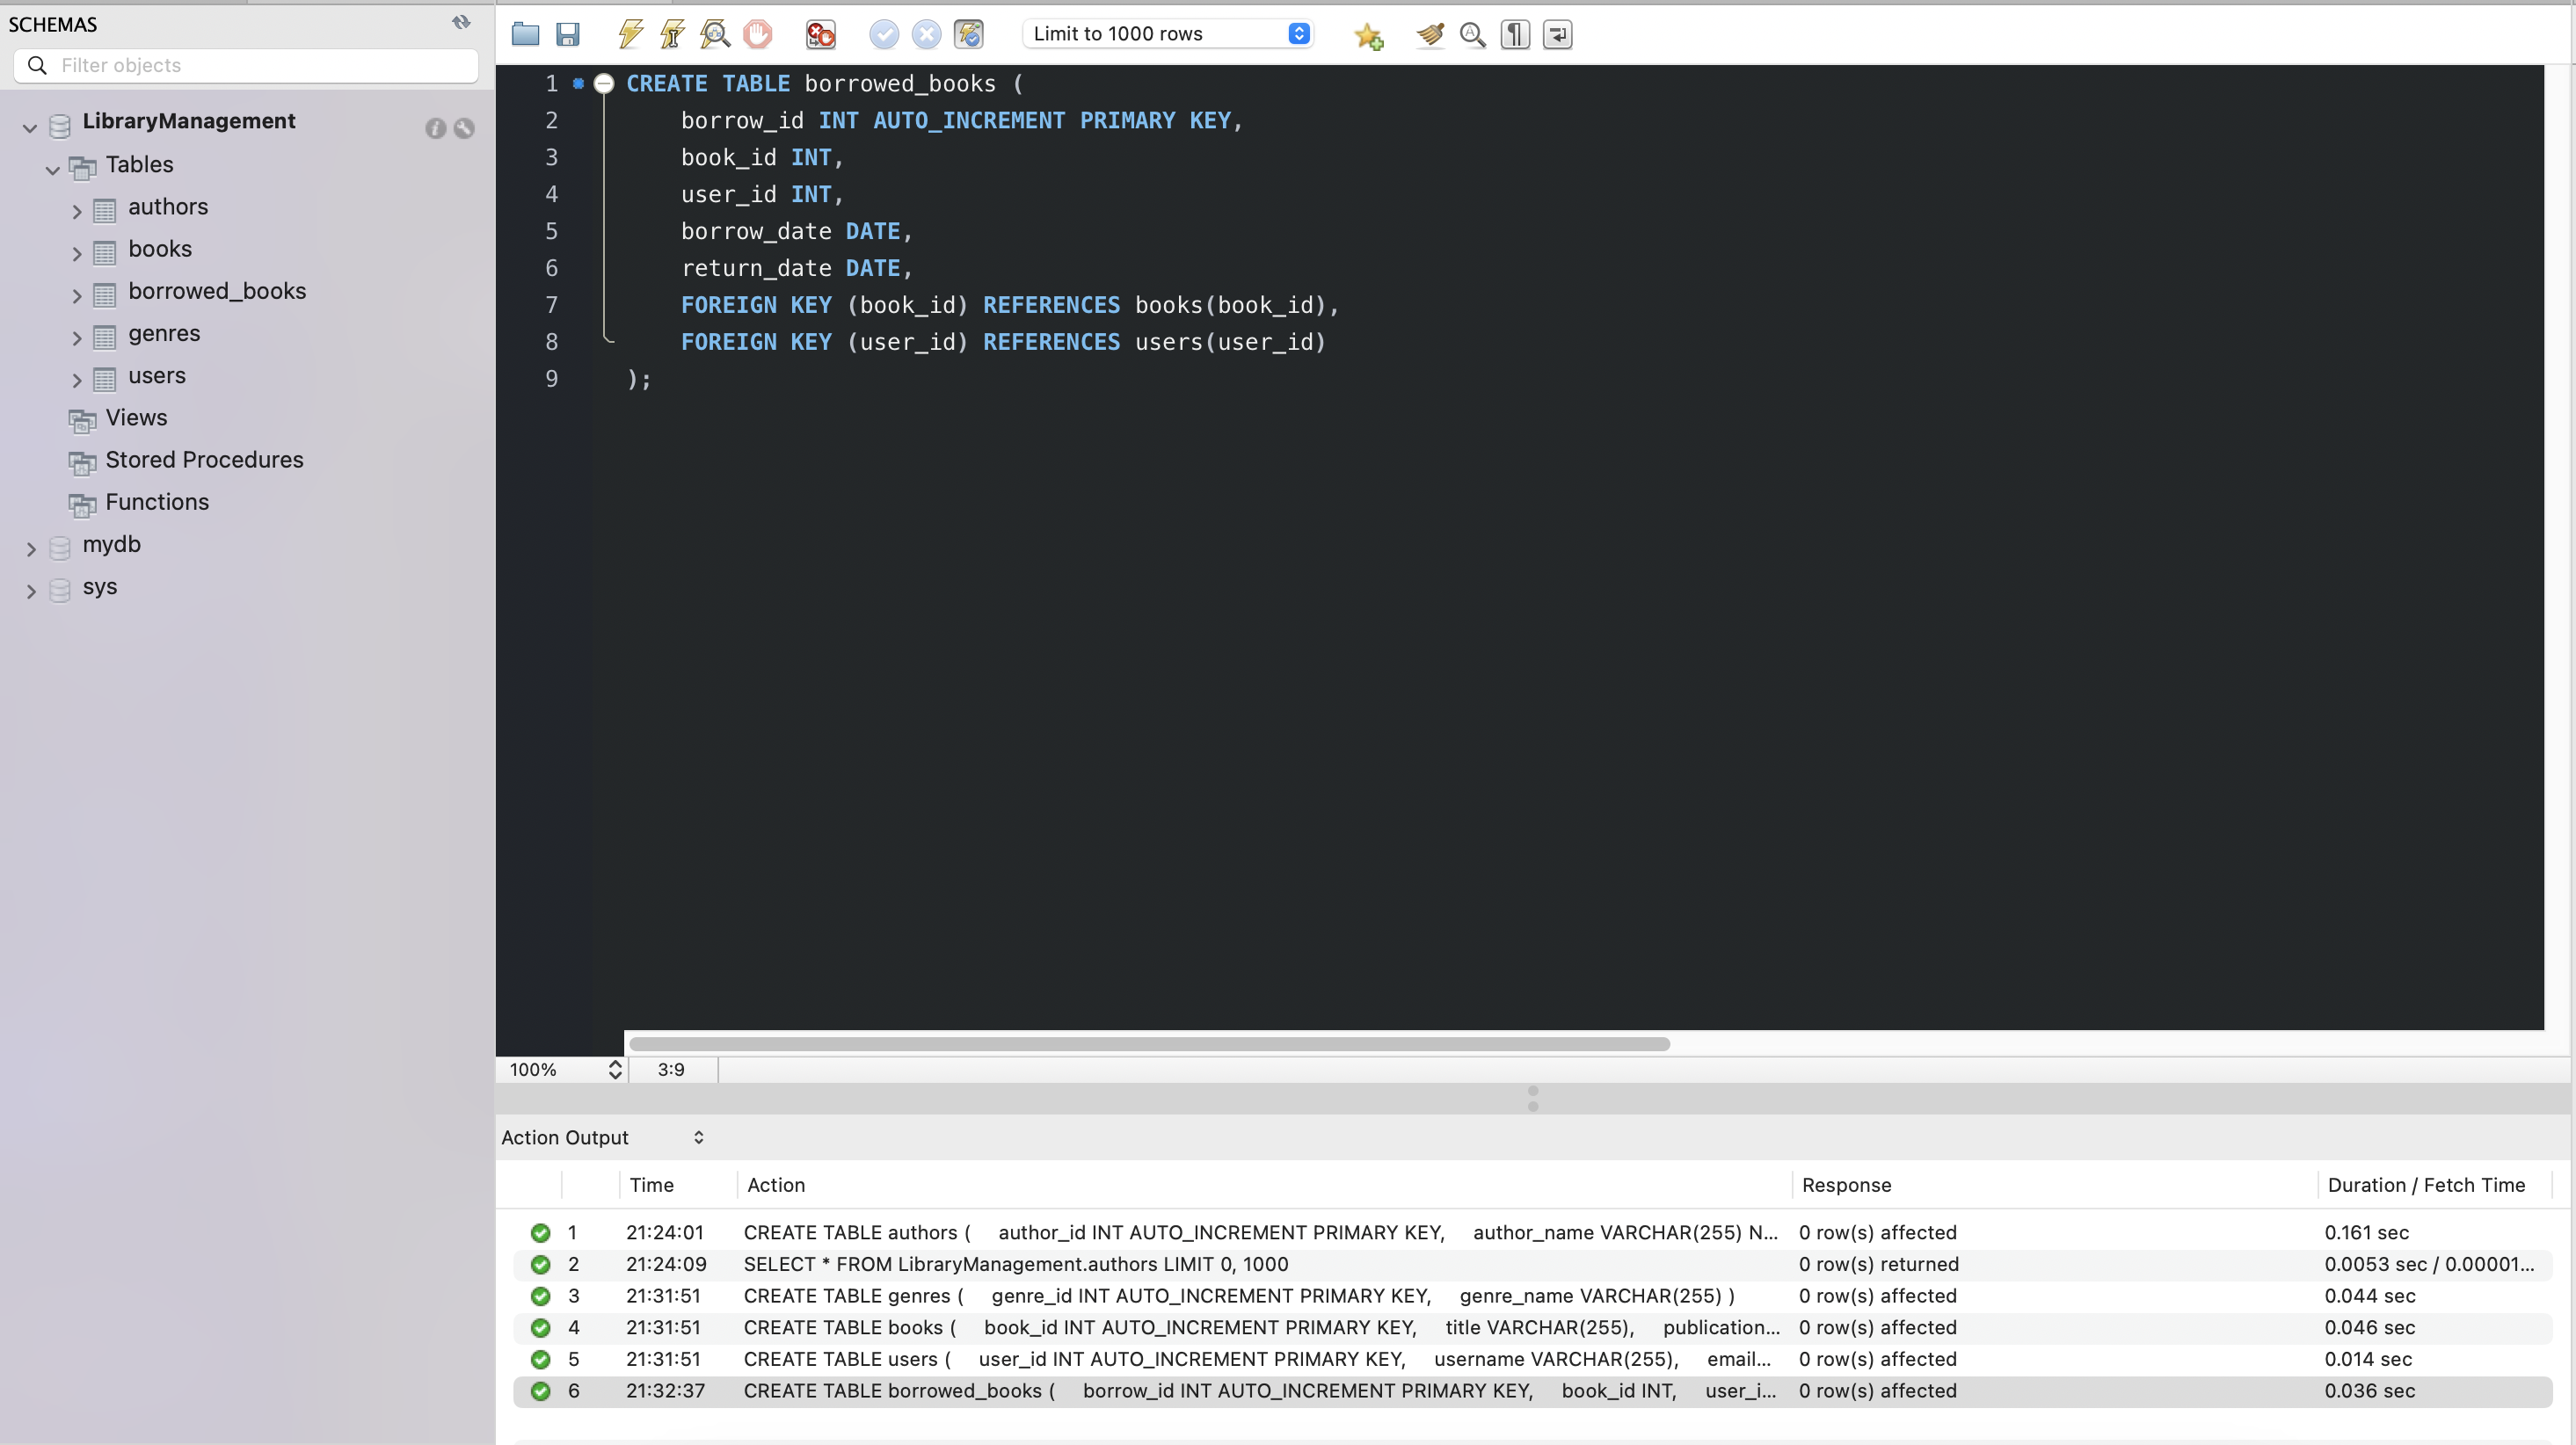 SCHEMAS
Filter objects
LibraryManagement
Tables
authors
books
borrowed_books
genres
users
Views
Stored Procedures
Functions
mydb
sys
Limit to 1000 rows
1 CREATE TABLE borrowed_books (
2 borrow_id INT AUTO_INCREMENT PRIMARY KEY,
3 book_id INT,
4 user_id INT,
5 borrow_date DATE,
6 return_date DATE,
7 FOREIGN KEY (book_id) REFERENCES books(book_id),
8 FOREIGN KEY (user_id) REFERENCES users(user_id)
9 );
100% 3:9
Action Output
Time Action Response Duration / Fetch Time
1 21:24:01 CREATE TABLE authors ( author_id INT AUTO_INCREMENT PRIMARY KEY, author_name VARCHAR(255) N... 0 row(s) affected 0.161 sec
2 21:24:09 SELECT * FROM LibraryManagement.authors LIMIT 0, 1000 0 row(s) returned 0.0053 sec / 0.00001...
3 21:31:51 CREATE TABLE genres ( genre_id INT AUTO_INCREMENT PRIMARY KEY, genre_name VARCHAR(255) ) 0 row(s) affected 0.044 sec
4 21:31:51 CREATE TABLE books ( book_id INT AUTO_INCREMENT PRIMARY KEY, title VARCHAR(255), publication... 0 row(s) affected 0.046 sec
5 21:31:51 CREATE TABLE users ( user_id INT AUTO_INCREMENT PRIMARY KEY, username VARCHAR(255), email... 0 row(s) affected 0.014 sec
6 21:32:37 CREATE TABLE borrowed_books ( borrow_id INT AUTO_INCREMENT PRIMARY KEY, book_id INT, user_i... 0 row(s) affected 0.036 sec